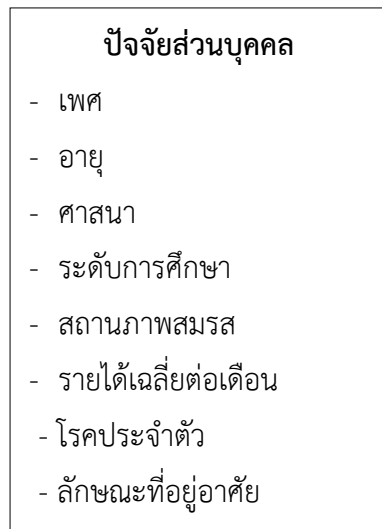 ปัจจัยส่วนบุคคล
- เพศ
- อายุ
- ศาสนา
- ระดับการศึกษา
- สถานภาพสมรส
- รายได้เฉลี่ยต่อเดือน
- โรคประจำตัว
- ลักษณะที่อยู่อาศัย